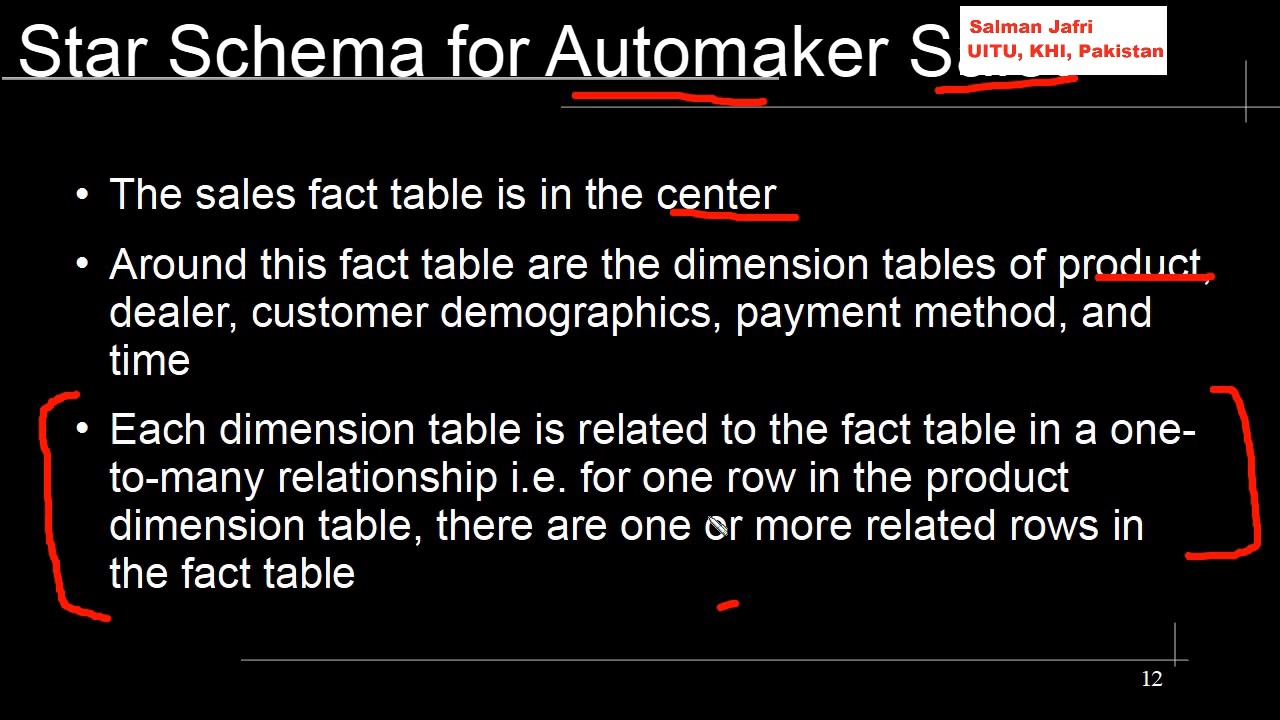 Star Schema for Automaker
Salman Jafri
UITU, KHI, Pakistan
• The sales fact table is in the center
• Around this fact table are the dimension tables of product,
dealer, customer demographics, payment method, and
time
• Each dimension table is related to the fact table in a one-
to-many relationship i.e. for one row in the product
dimension table, there are one or more related rows in
the fact table
12